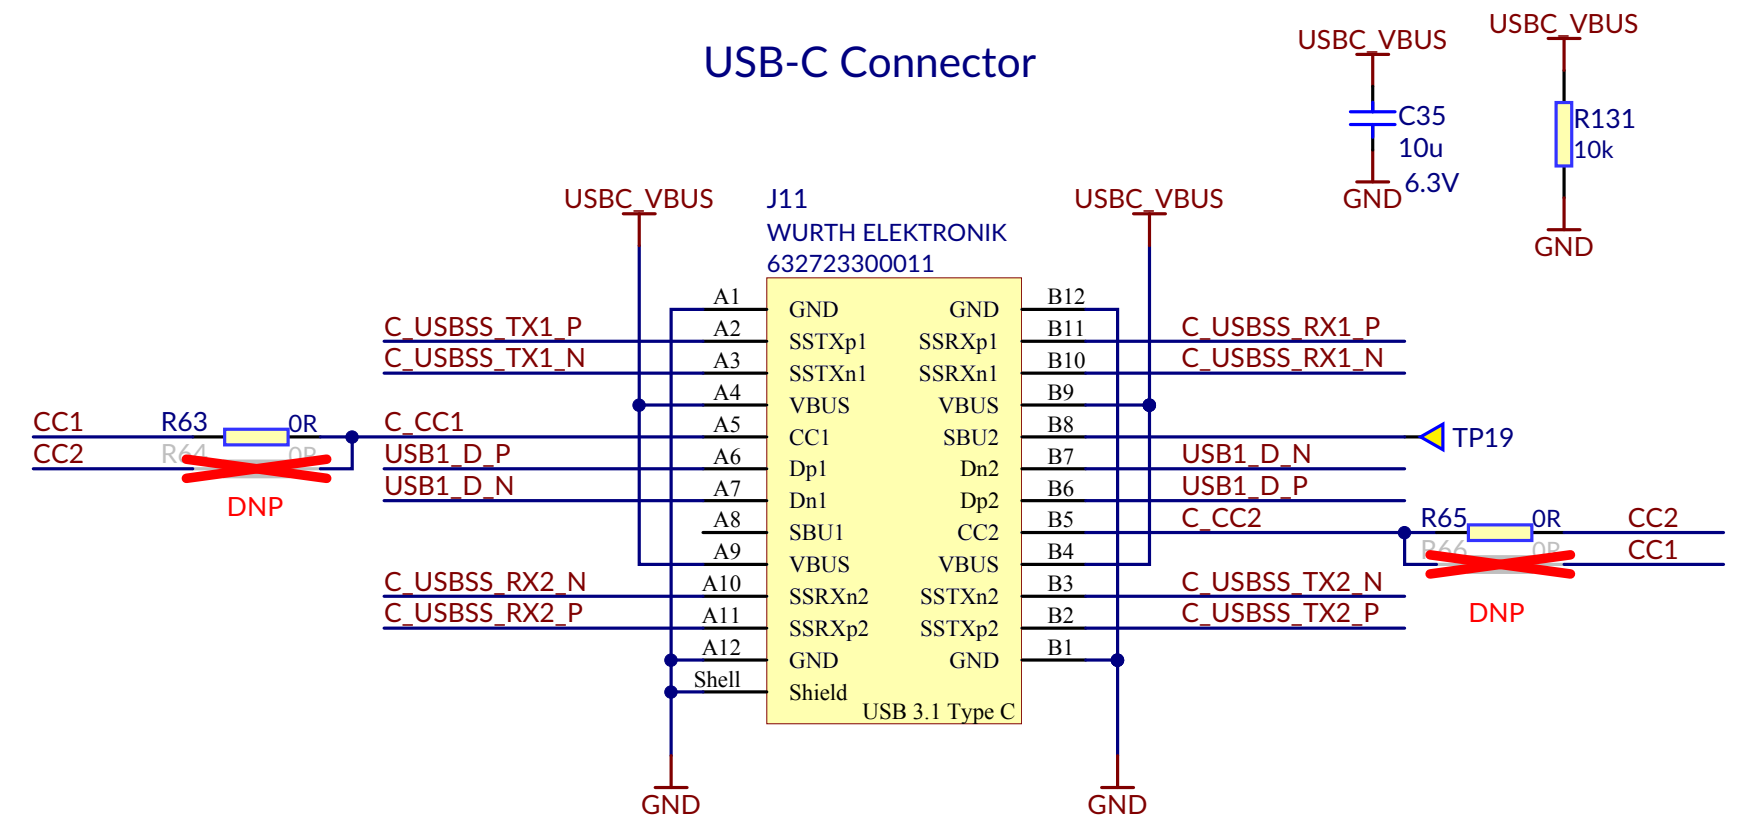 USB-C Connector
USBC_VBUS
C35
10u
6.3V
GND
USBC_VBUS
R131
10k
GND
USBC_VBUS
J11
WURTH ELEKTRONIK
632723300011
USBC_VBUS
A1 GND GND B12
C_USBSS_TX1_P A2 SSTXp1 SSRXp1 B11 C_USBSS_RX1_P
C_USBSS_TX1_N A3 SSTXn1 SSRXn1 B10 C_USBSS_RX1_N
A4 VBUS VBUS B9
CC1 R63 0R C_CC1 A5 CC1 SBU2 B8 TP19
CC2 R64 0R USB1_D_P A6 Dp1 Dn2 B7 USB1_D_N
DNP USB1_D_N A7 Dn1 Dp2 B6 USB1_D_P
A8 SBU1 CC2 B5 C_CC2 R65 0R CC2
A9 VBUS VBUS B4 R66 0R CC1
C_USBSS_RX2_N A10 SSRXn2 SSTXn2 B3 C_USBSS_TX2_N
C_USBSS_RX2_P A11 SSRXp2 SSTXp2 B2 C_USBSS_TX2_P DNP
A12 GND GND B1
Shell Shield
USB 3.1 Type C
GND
GND